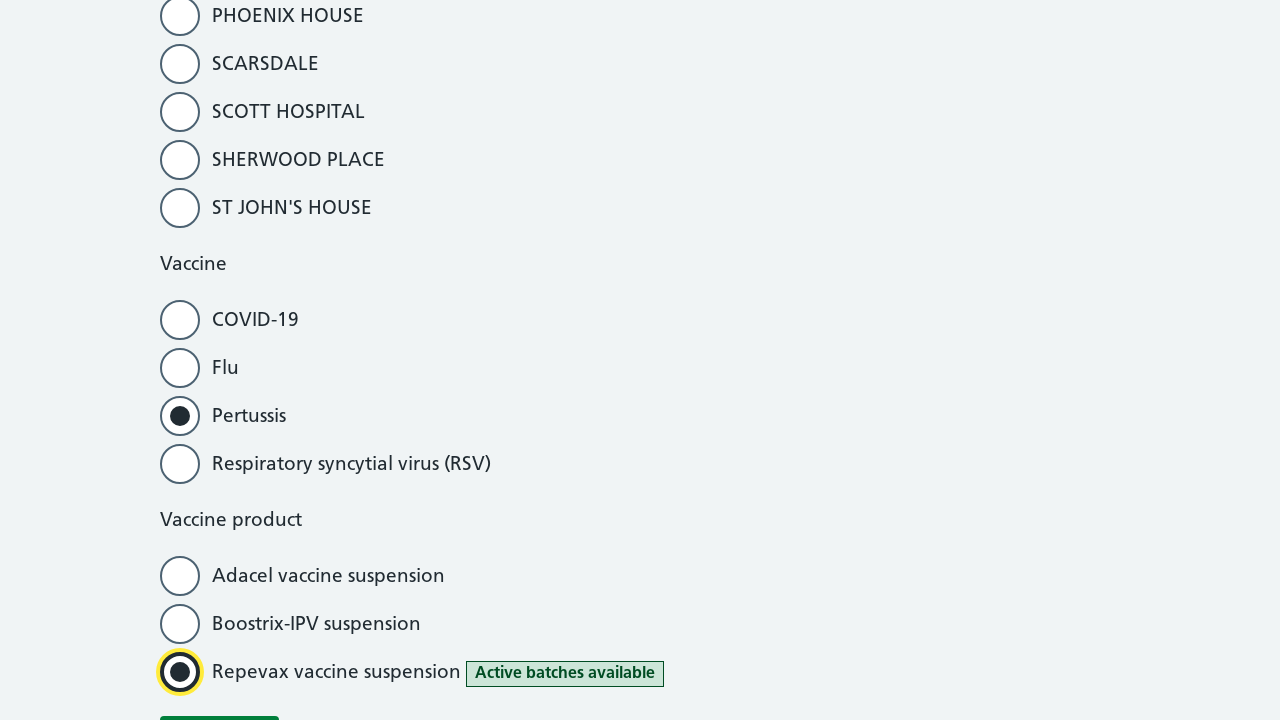 PHOENIX HOUSE
SCARSDALE
SCOTT HOSPITAL
SHERWOOD PLACE
ST JOHN'S HOUSE
Vaccine
COVID-19
Flu
Pertussis
Respiratory syncytial virus (RSV)
Vaccine product
Adacel vaccine suspension
Boostrix-IPV suspension
Repevax vaccine suspension Active batches available